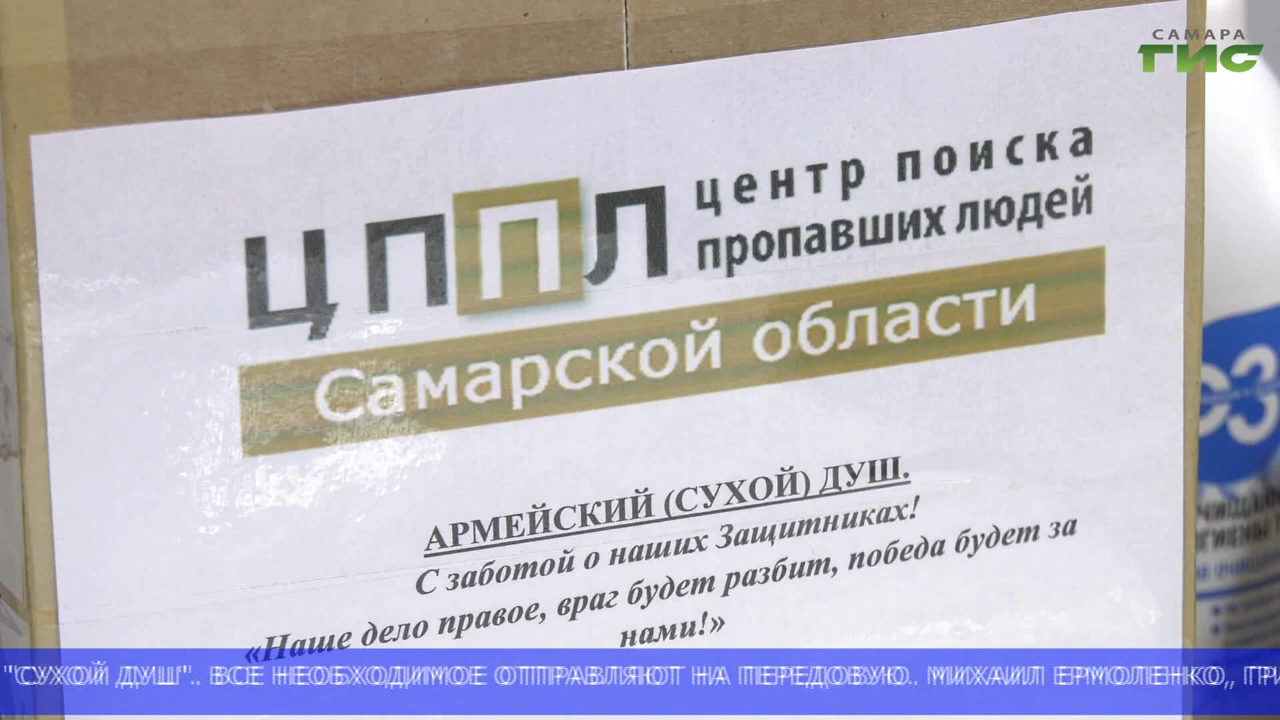 САМАРА
ГИС
ЦППЛ
центр поиска
пропавших людей
Самарской области
АРМЕЙСКИЙ (СУХОЙ) ДУШ.
С заботой о наших Защитниках!
«Наше дело правое, враг будет разбит, победа будет за
нами!»
"СУХОЙ ДУШ".. ВСЕ НЕОБХОДИМОЕ ОТПРАВЛЯЮТ НА ПЕРЕДОВУЮ.. МИХАИЛ ЕРМОЛЕНКО,, ГРИ